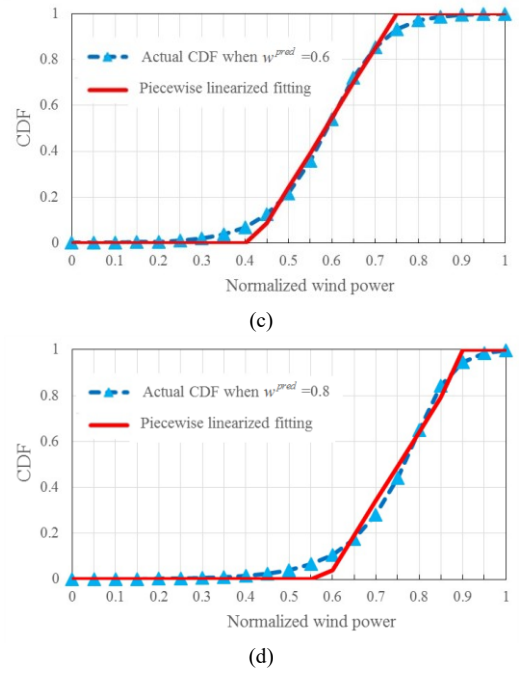 1
0.8
0.6
0.4
0.2
0
CDF
Actual CDF when w^pred =0.6
Piecewise linearized fitting
0 0.1 0.2 0.3 0.4 0.5 0.6 0.7 0.8 0.9 1
Normalized wind power
(c)
1
0.8
0.6
0.4
0.2
0
CDF
Actual CDF when w^pred =0.8
Piecewise linearized fitting
0 0.1 0.2 0.3 0.4 0.5 0.6 0.7 0.8 0.9 1
Normalized wind power
(d)